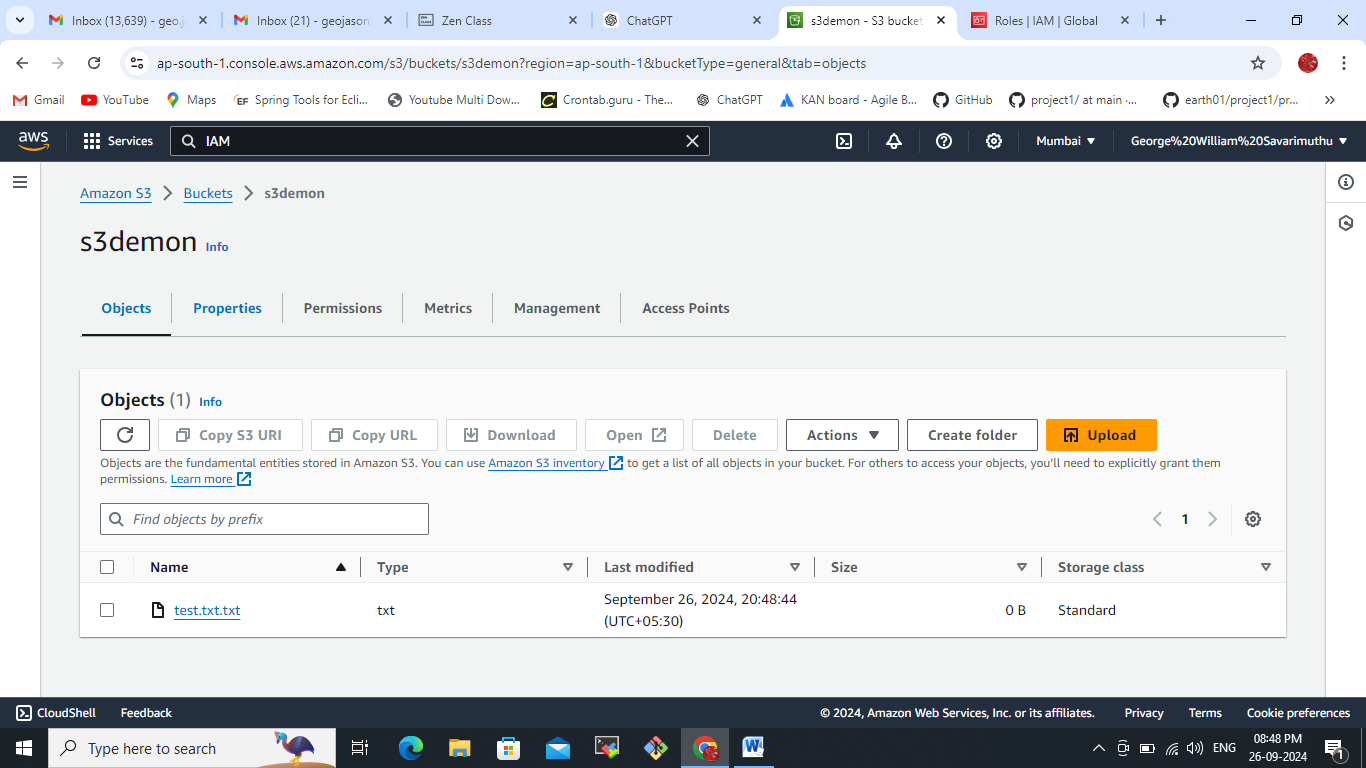 Inbox (13,639) - geo.j
Inbox (21) - geojason
Zen Class
ChatGPT
s3demon - S3 bucket
Roles | IAM | Global
ap-south-1.console.aws.amazon.com/s3/buckets/s3demon?region=ap-south-1&bucketType=general&tab=objects
Gmail
YouTube
Maps
Spring Tools for Ecli...
Youtube Multi Dow...
Crontab.guru - The...
ChatGPT
KAN board - Agile B...
GitHub
project1/ at main ·...
earth01/project1/pr...
aws
Services
IAM
Mumbai
George%20William%20Savarimuthu
Amazon S3
Buckets
s3demon
s3demon Info
Objects
Properties
Permissions
Metrics
Management
Access Points
Objects (1) Info
Copy S3 URI
Copy URL
Download
Open
Delete
Actions
Create folder
Upload
Objects are the fundamental entities stored in Amazon S3. You can use Amazon S3 inventory to get a list of all objects in your bucket. For others to access your objects, you'll need to explicitly grant them
permissions. Learn more
Find objects by prefix
1
Name
Type
Last modified
Size
Storage class
test.txt.txt
txt
September 26, 2024, 20:48:44
(UTC+05:30)
0 B
Standard
CloudShell
Feedback
© 2024, Amazon Web Services, Inc. or its affiliates.
Privacy
Terms
Cookie preferences
Type here to search
ENG
08:48 PM
26-09-2024
1